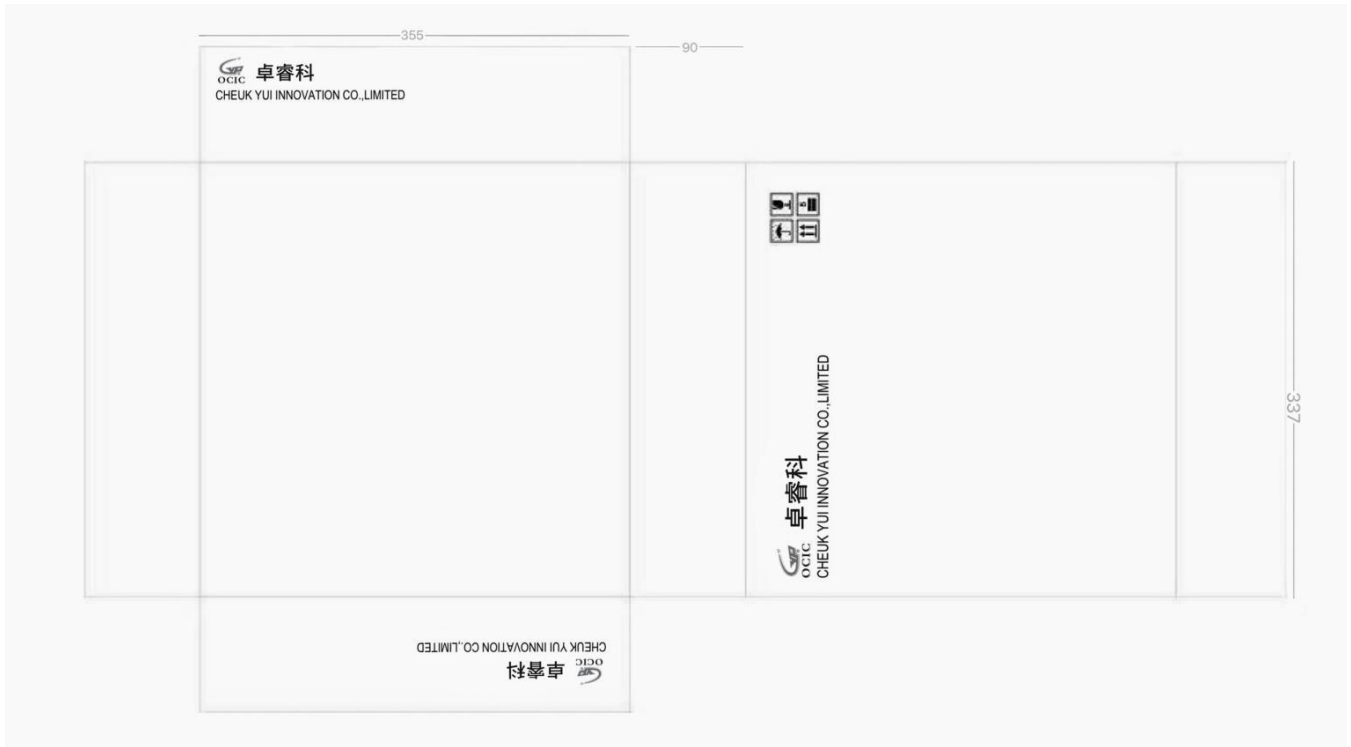 355
90
OCIC 卓睿科
CHEUK YUI INNOVATION CO.,LIMITED
337
OCIC 卓睿科
CHEUK YUI INNOVATION CO.,LIMITED
OCIC 卓睿科
CHEUK YUI INNOVATION CO.,LIMITED